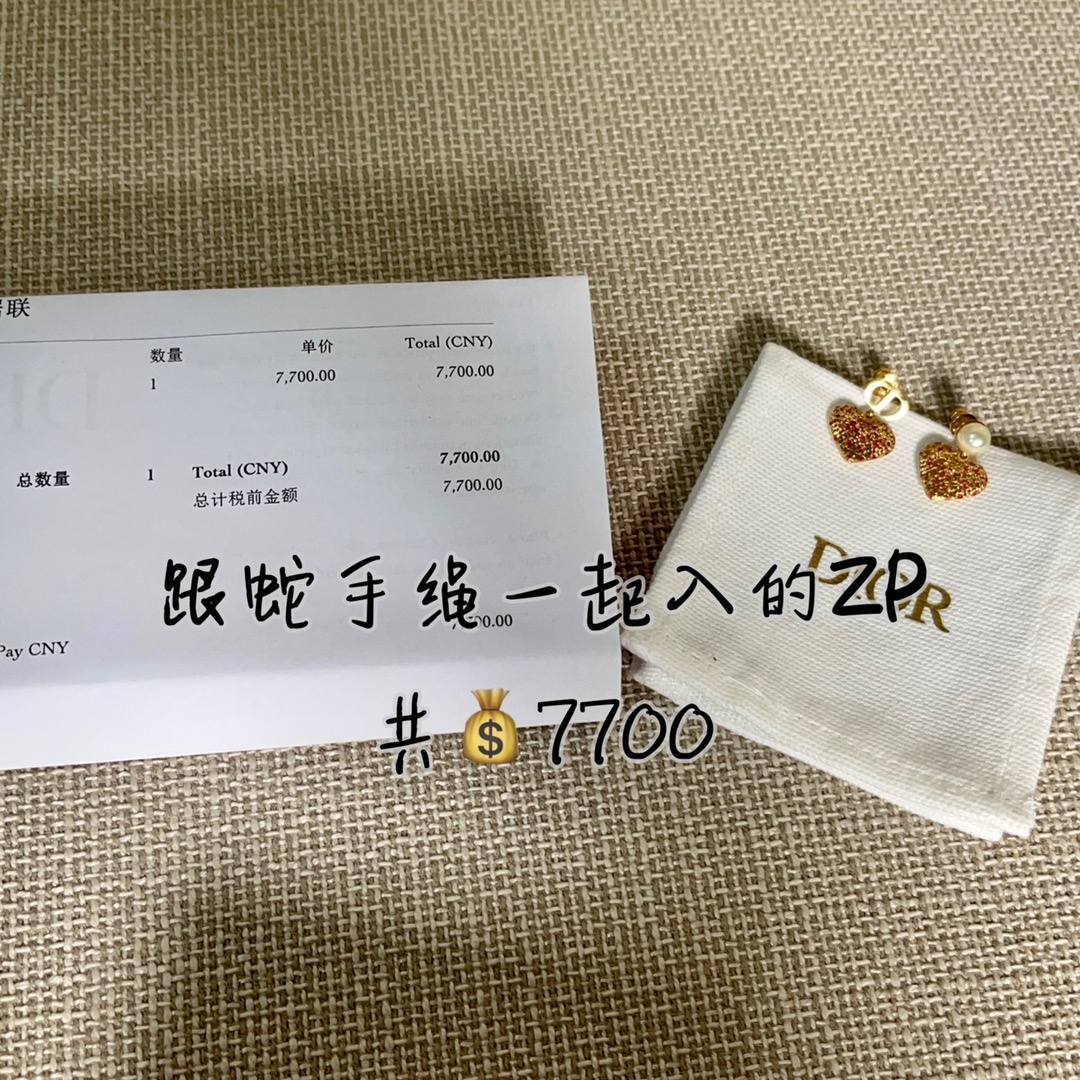 联
数量 单价 Total (CNY)
1 7,700.00 7,700.00
总数量 1 Total (CNY) 7,700.00
总计税前金额 7,700.00
DIOR
跟蛇手绳一起入的ZP
Pay CNY
共💰7700